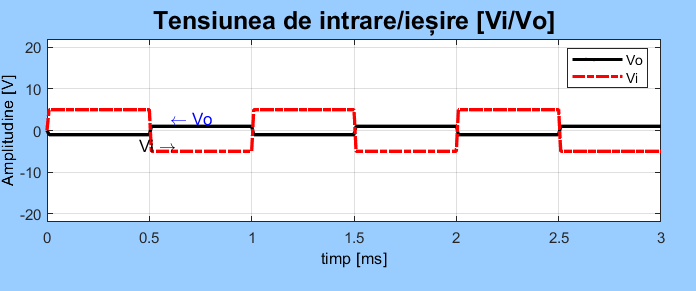 Tensiunea de intrare/ieșire [Vi/Vo]
Amplitudine [V]
20
10
0
-10
-20
Vo
Vi
← Vo
Vi →
0 0.5 1 1.5 2 2.5 3
timp [ms]